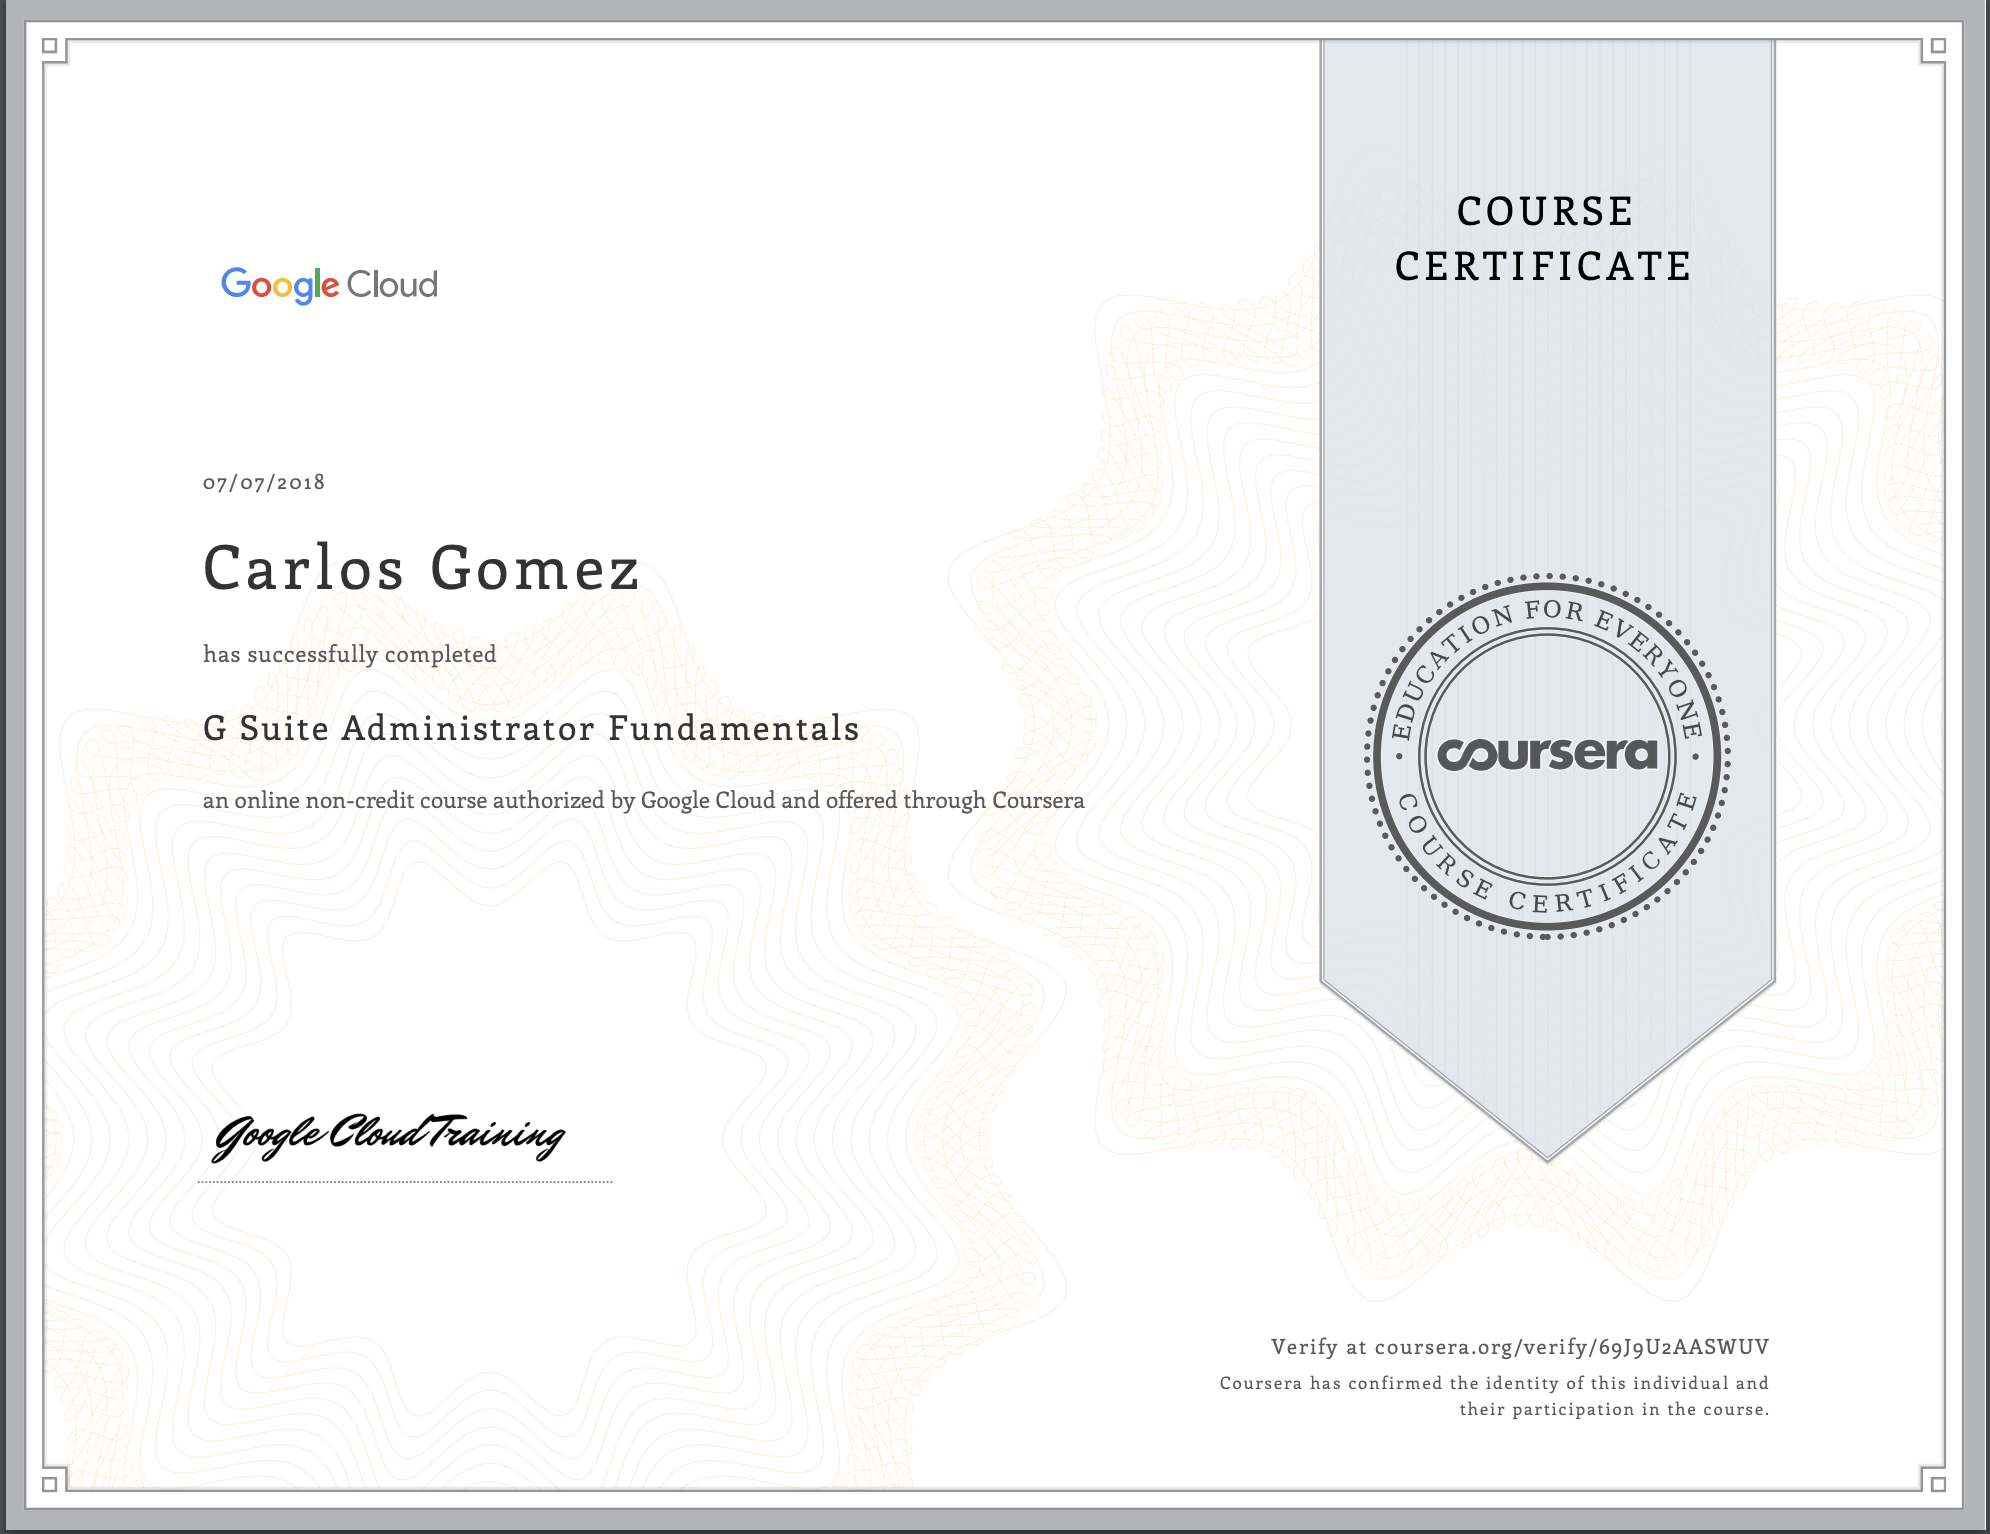 COURSE
CERTIFICATE
Google Cloud
07/07/2018
Carlos Gomez
has successfully completed
G Suite Administrator Fundamentals
an online non-credit course authorized by Google Cloud and offered through Coursera
EDUCATION FOR EVERYONE
coursera
COURSE CERTIFICATE
Google Cloud Training
Verify at coursera.org/verify/69J9U2AASWUV
Coursera has confirmed the identity of this individual and
their participation in the course.